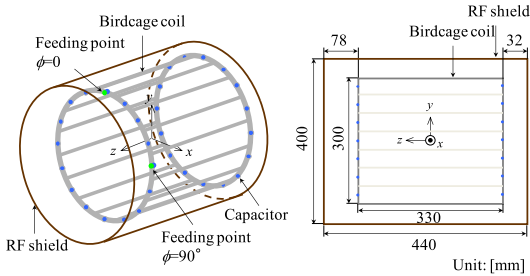 Birdcage coil
Feeding point
ϕ=0
y
z
x
Capacitor
RF shield
Feeding point
ϕ=90°
RF shield
Birdcage coil
78
32
400
300
y
z
x
330
440
Unit: [mm]